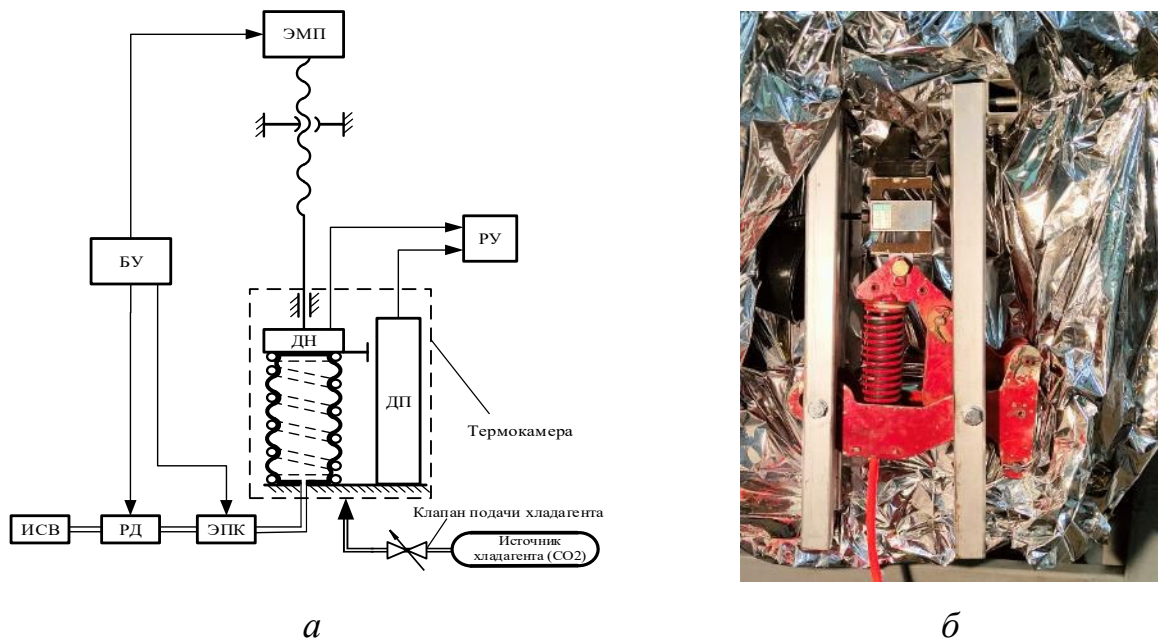 ЭМП
БУ
РУ
ДН
ДП
Термокамера
ИСВ
РД
ЭПК
Клапан подачи хладагента
Источник
хладагента (СО2)
а
б